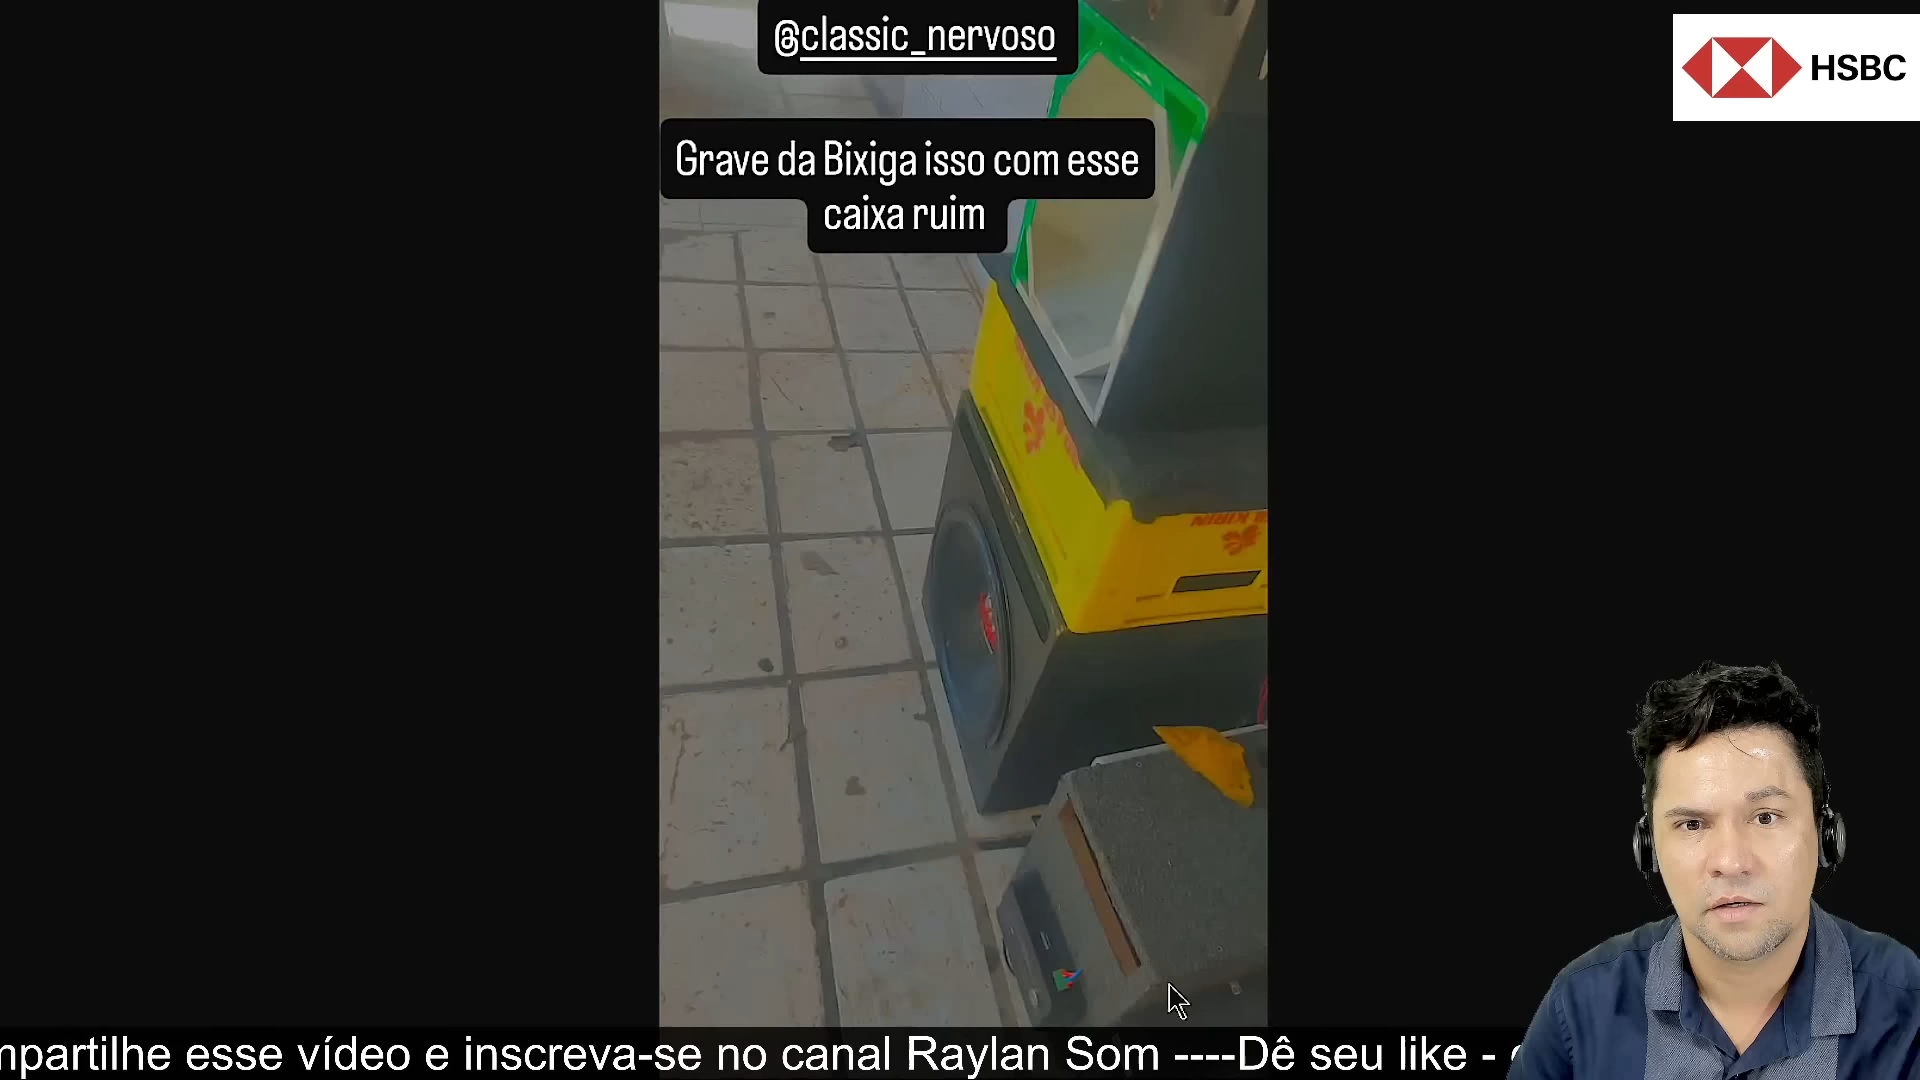 @classic_nervoso
HSBC
Grave da Bixiga isso com esse
caixa ruim
mpartilhe esse vídeo e inscreva-se no canal Raylan Som ----Dê seu like -